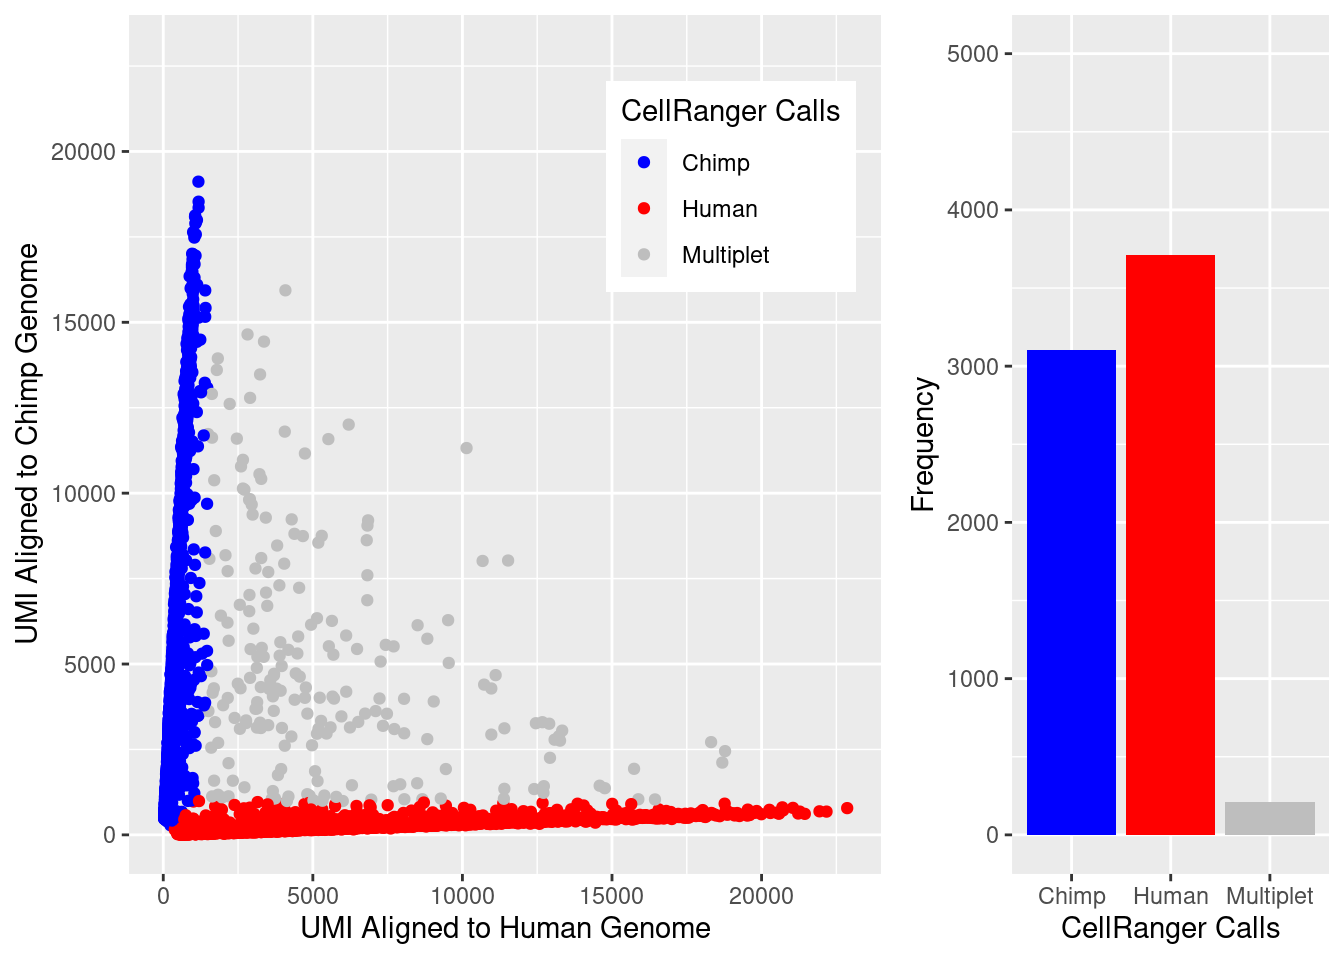 UMI Aligned to Chimp Genome
20000
15000
10000
5000
0
0 5000 10000 15000 20000
UMI Aligned to Human Genome
CellRanger Calls
Chimp
Human
Multiplet
Frequency
5000
4000
3000
2000
1000
0
Chimp Human Multiplet
CellRanger Calls